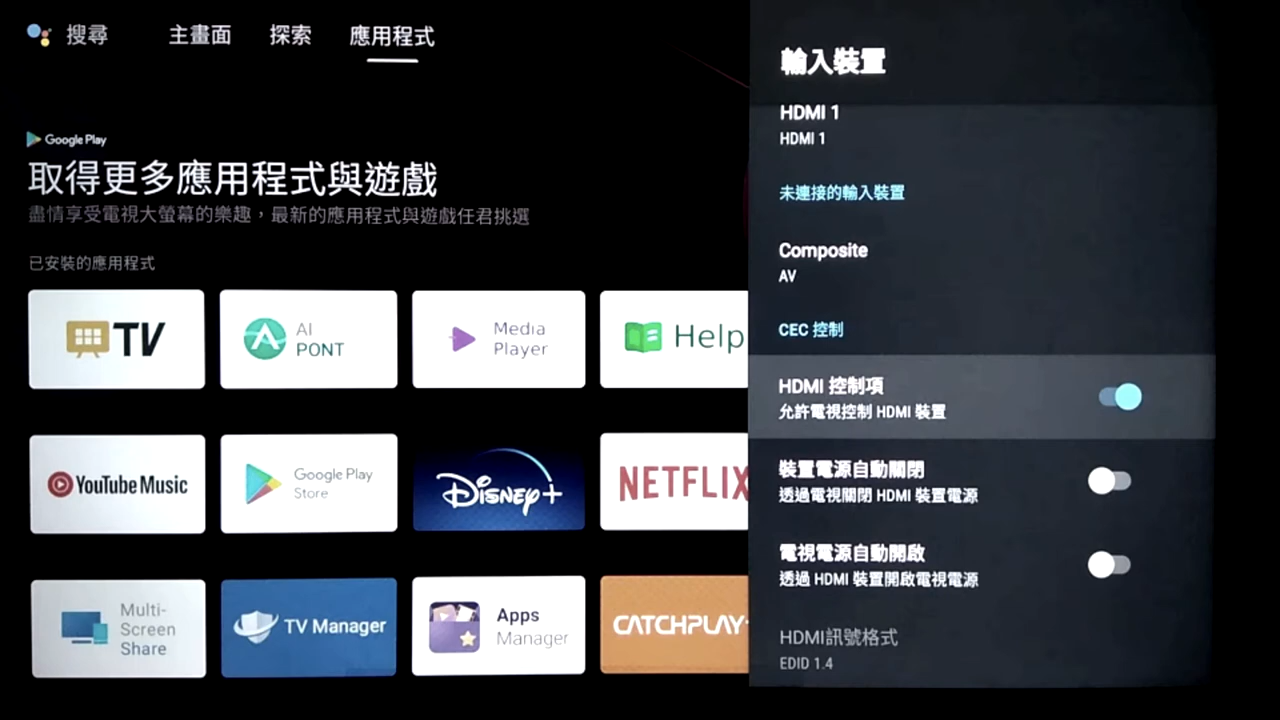 搜尋
主畫面
探索
應用程式
Google Play
取得更多應用程式與遊戲
盡情享受電視大螢幕的樂趣，最新的應用程式與遊戲任君挑選
已安裝的應用程式
TV
AI
PONT
Media
Player
Help
YouTube Music
Google Play
Store
Disney+
NETFLIX
Multi-
Screen
Share
TV Manager
Apps
Manager
CATCHPLAY+
輸入裝置
HDMI 1
HDMI 1
未連接的輸入裝置
Composite
AV
CEC 控制
HDMI 控制項
允許電視控制 HDMI 裝置
裝置電源自動關閉
透過電視關閉 HDMI 裝置電源
電視電源自動開啟
透過 HDMI 裝置開啟電視電源
HDMI訊號格式
EDID 1.4